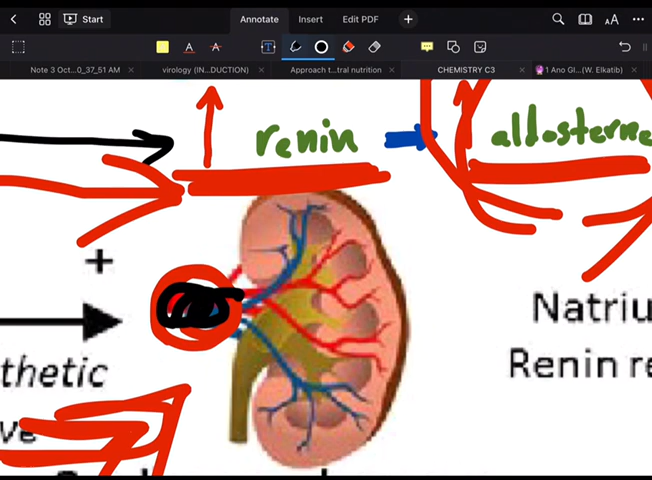 Start
Annotate
Insert
Edit PDF
AA
T
A
A
Note 3 Oct...0_37_51 AM
virology (IN...DUCTION)
Approach t...tral nutrition
CHEMISTRY C3
1 Ano Gl...(W. Elkatib)
renin
+
Natriu
Renin re
thetic
ve